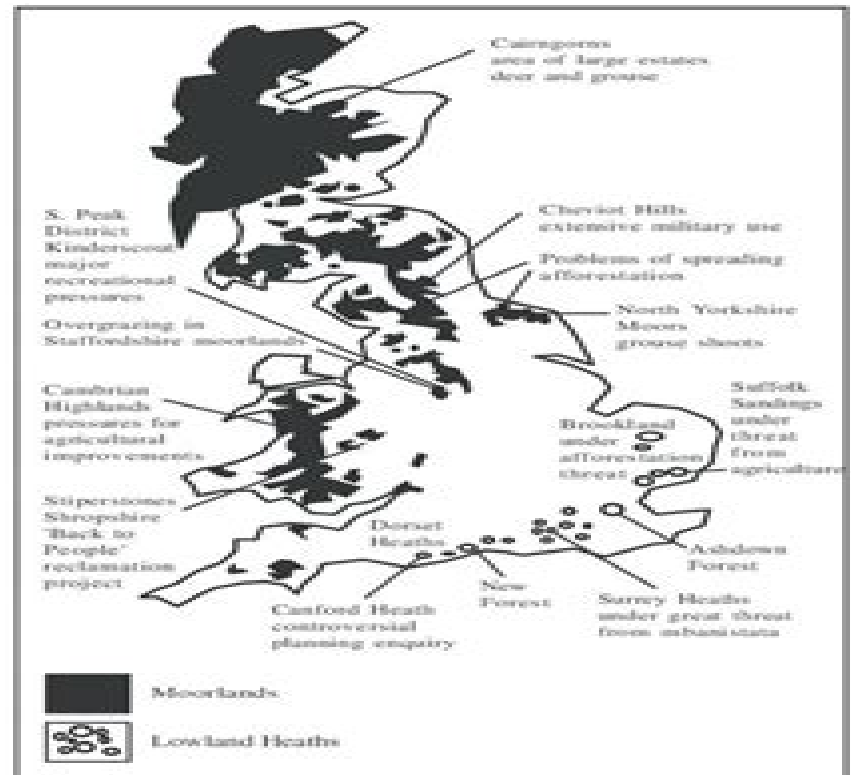 Cairngorns
area of large estates
deer and grouse
Cheviot Hills
extensive military use
Problems of spreading
afforestation
North Yorkshire
Moors
grouse shoots
S. Peak
District
Kinderscout
major
recreational
pressures
Overgrazing in
Staffordshire moorlands
Cambrian
Highlands
pressures for
agricultural
improvements
Stiperstones
Shropshire
'Back to
People'
reclamation
project
Suffolk
Sandings
under
threat
from
agriculture
Breckland
under
afforestation
threat
Dorset
Heaths
Canford Heath
controversial
planning enquiry
New
Forest
Surrey Heaths
under great threat
from
Ashdown
Forest
Moorlands
Lowland Heaths